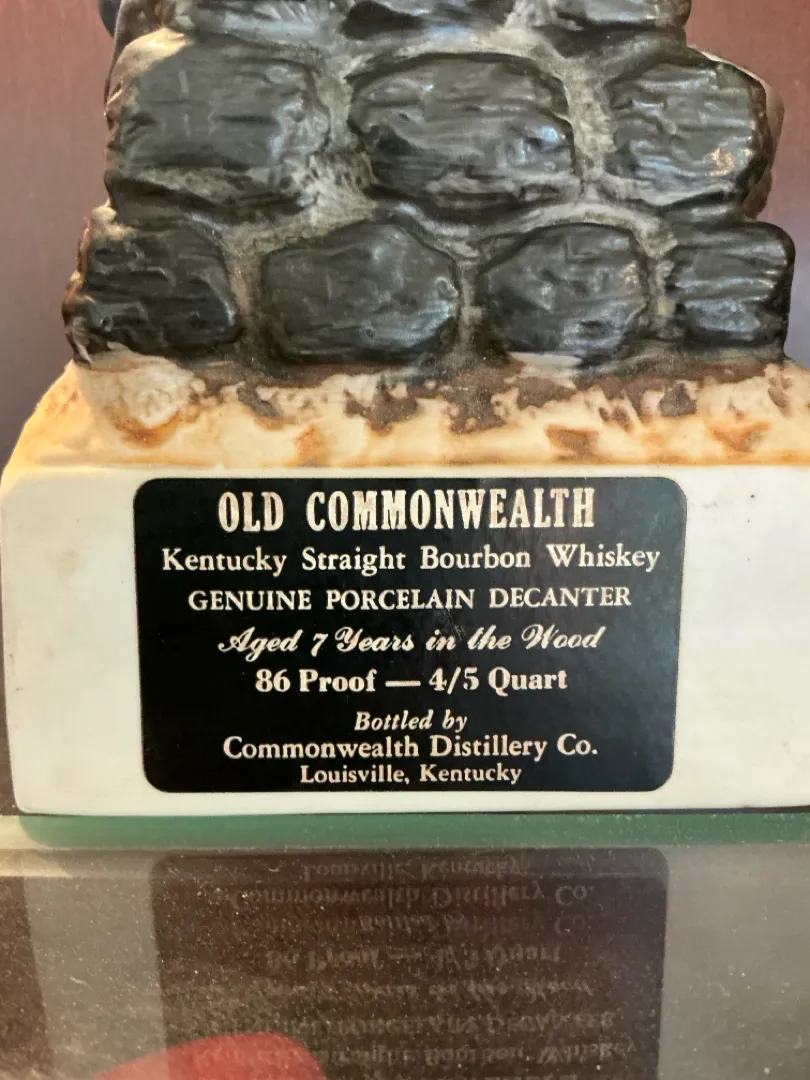 OLD COMMONWEALTH
Kentucky Straight Bourbon Whiskey
GENUINE PORCELAIN DECANTER
Aged 7 Years in the Wood
86 Proof — 4/5 Quart
Bottled by
Commonwealth Distillery Co.
Louisville, Kentucky